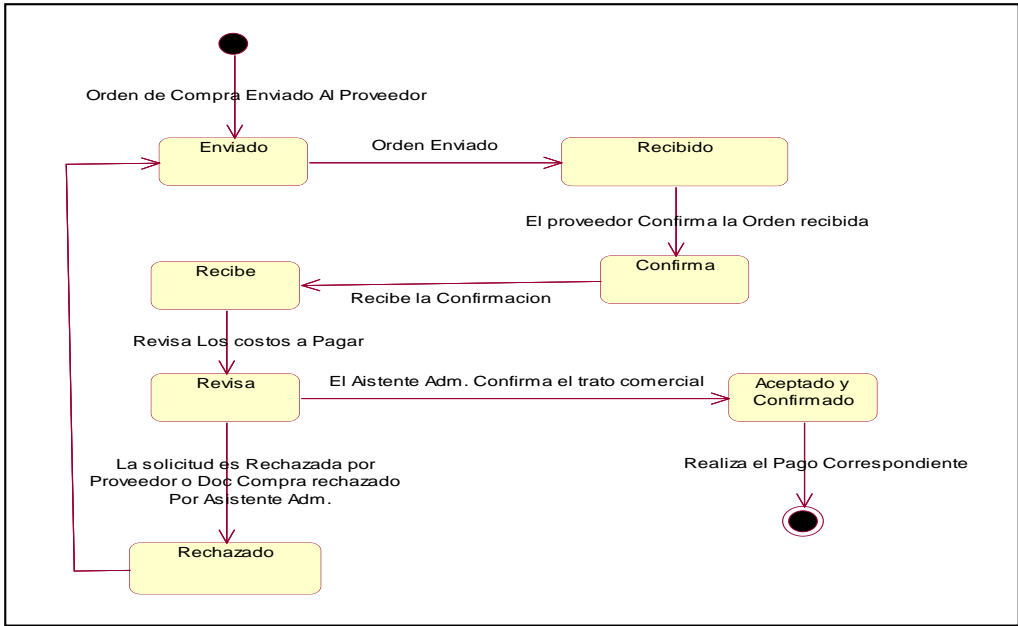 Orden de Compra Enviado Al Proveedor
Enviado
Orden Enviado
Recibido
El proveedor Confirma la Orden recibida
Confirma
Recibe la Confirmacion
Recibe
Revisa Los costos a Pagar
Revisa
El Aistente Adm. Confirma el trato comercial
Aceptado y
Confirmado
Realiza el Pago Correspondiente
La solicitud es Rechazada por
Proveedor o Doc Compra rechazado
Por Asistente Adm.
Rechazado